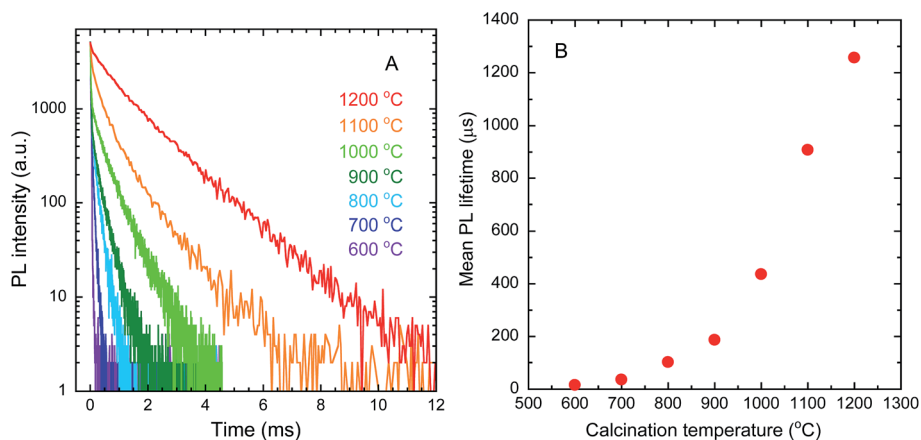 A
1200 °C
1100 °C
1000 °C
900 °C
800 °C
700 °C
600 °C
PL intensity (a.u.)
1000
100
10
1
0 2 4 6 8 10 12
Time (ms)
B
Mean PL lifetime (μs)
1400
1200
1000
800
600
400
200
0
500 600 700 800 900 1000 1100 1200 1300
Calcination temperature (°C)